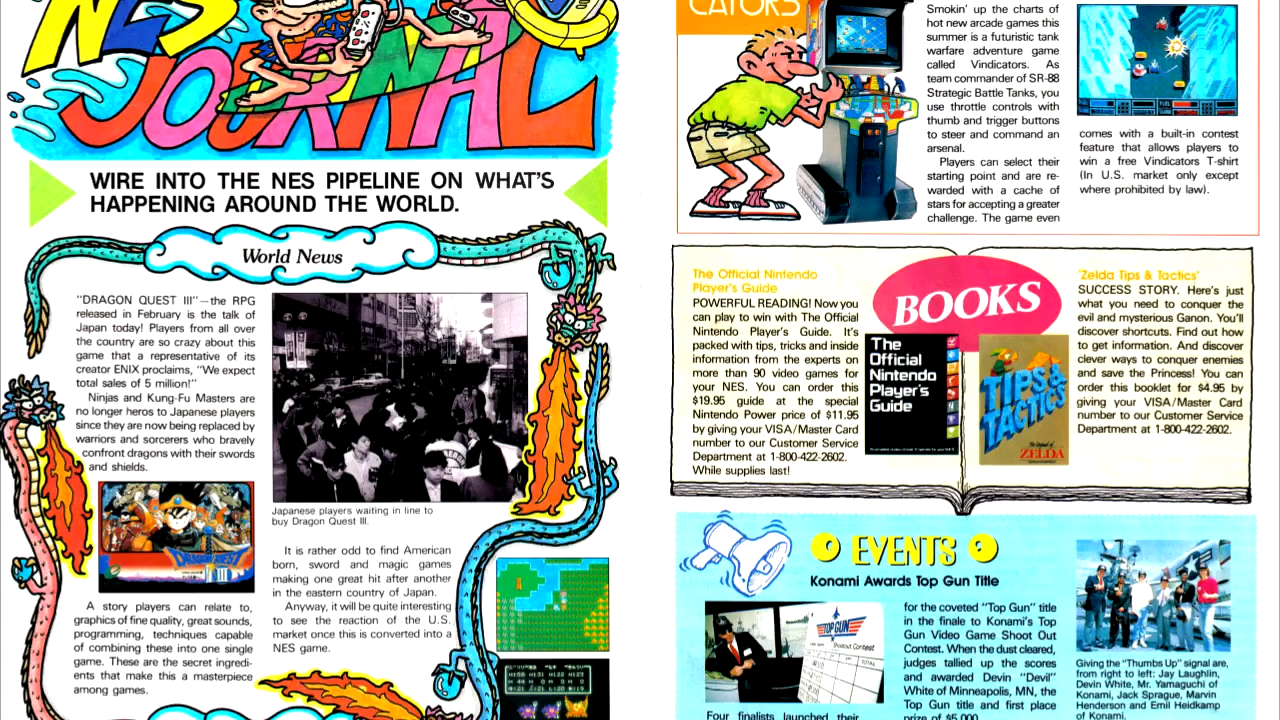 NES
JOURNAL
WIRE INTO THE NES PIPELINE ON WHAT'S
HAPPENING AROUND THE WORLD.
World News
"DRAGON QUEST III"—the RPG
released in February is the talk of
Japan today! Players from all over
the country are so crazy about this
game that a representative of its
creator ENIX proclaims, "We expect
total sales of 5 million!"
Ninjas and Kung-Fu Masters are
no longer heros to Japanese players
since they are now being replaced by
warriors and sorcerers who bravely
confront dragons with their swords
and shields.
DRAGON QUEST
III
A story players can relate to,
graphics of fine quality, great sounds,
programming, techniques capable
of combining these into one single
game. These are the secret ingredi-
ents that make this a masterpiece
among games.
Japanese players waiting in line to
buy Dragon Quest III.
It is rather odd to find American
born, sword and magic games
making one great hit after another
in the eastern country of Japan.
Anyway, it will be quite interesting
to see the reaction of the U.S.
market once this is converted into a
NES game.
CATORS
Smokin' up the charts of
hot new arcade games this
summer is a futuristic tank
warfare adventure game
called Vindicators. As
team commander of SR-88
Strategic Battle Tanks, you
use throttle controls with
thumb and trigger buttons
to steer and command an
arsenal.
Players can select their
starting point and are re-
warded with a cache of
stars for accepting a greater
challenge. The game even
comes with a built-in contest
feature that allows players to
win a free Vindicators T-shirt
(In U.S. market only except
where prohibited by law).
BOOKS
The Official Nintendo
Player's Guide
POWERFUL READING! Now you
can play to win with The Official
Nintendo Player's Guide. It's
packed with tips, tricks and inside
information from the experts on
more than 90 video games for
your NES. You can order this
$19.95 guide at the special
Nintendo Power price of $11.95
by giving your VISA/Master Card
number to our Customer Service
Department at 1-800-422-2602.
While supplies last!
The
Official
Nintendo
Player's
Guide
TIPS &
TACTICS
The Legend of
ZELDA
'Zelda Tips & Tactics'
SUCCESS STORY. Here's just
what you need to conquer the
evil and mysterious Ganon. You'll
discover shortcuts. Find out how
to get information. And discover
clever ways to conquer enemies
and save the Princess! You can
order this booklet for $4.95 by
giving your VISA/Master Card
number to our Customer Service
Department at 1-800-422-2602.
EVENTS
Konami Awards Top Gun Title
TOP GUN
Shootout Contest
TOTAL
Four finalists launched their
for the coveted "Top Gun" title
in the finale to Konami's Top
Gun Video Game Shoot Out
Contest. When the dust cleared,
judges tallied up the scores
and awarded Devin "Devil"
White of Minneapolis, MN, the
Top Gun title and first place
prize of $5,000.
Giving the "Thumbs Up" signal are,
from right to left: Jay Laughlin,
Devin White, Mr. Yamaguchi of
Konami, Jack Sprague, Marvin
Henderson and Emil Heidkamp
of Konami.